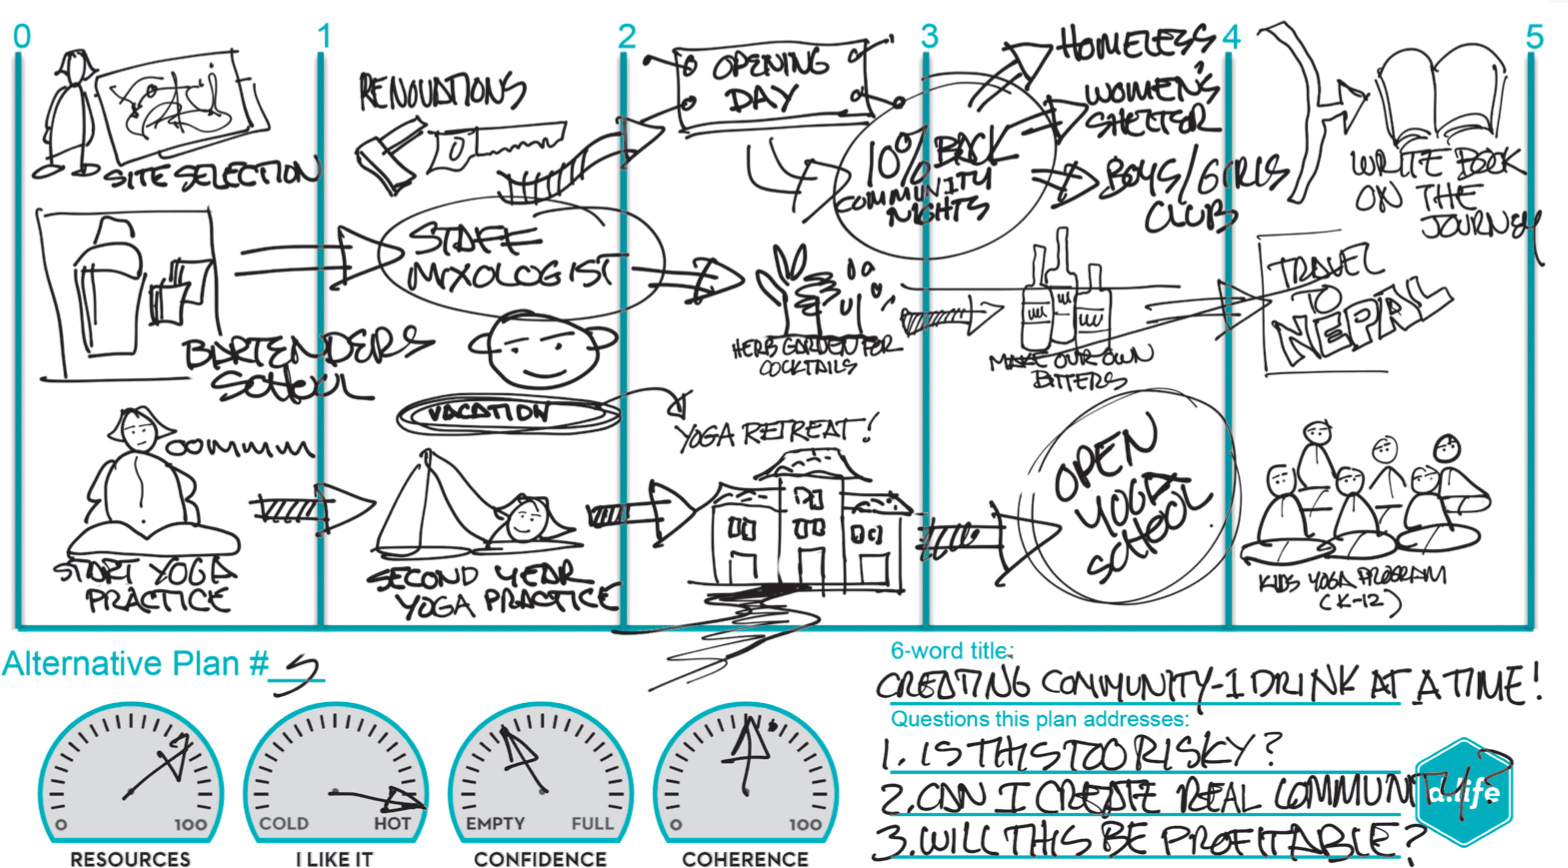 0 1 2 3 4 5
SITE SELECTION
RENOVATIONS
OPENING
DAY
10% BACK
COMMUNITY
NIGHTS
HOMELESS
WOMEN'S
SHELTOR
BOYS/GIRLS
CLUB
WRITE BOOK
ON THE
JOURNEY
BARTENDERS
SCHOOL
STAFF
MIXOLOGIST
HERB GARDEN FOR
COCKTAILS
MAKE OUR OWN
BITTERS
TRAVEL
TO
NEPAL
VACATION
OOMMMM
START YOGA
PRACTICE
SECOND YEAR
YOGA PRACTICE
YOGA RETREAT!
OPEN
YOGA
SCHOOL
KIDS YOGA PROGRAM
(K-12)
Alternative Plan # 5
6-word title:
CREATING COMMUNITY-1 DRINK AT A TIME!
Questions this plan addresses:
1. IS THIS TOO RISKY?
2. CAN I CREATE REAL COMMUNITY?
3. WILL THIS BE PROFITABLE?
d.life
0 100
RESOURCES
COLD HOT
I LIKE IT
EMPTY FULL
CONFIDENCE
0 100
COHERENCE